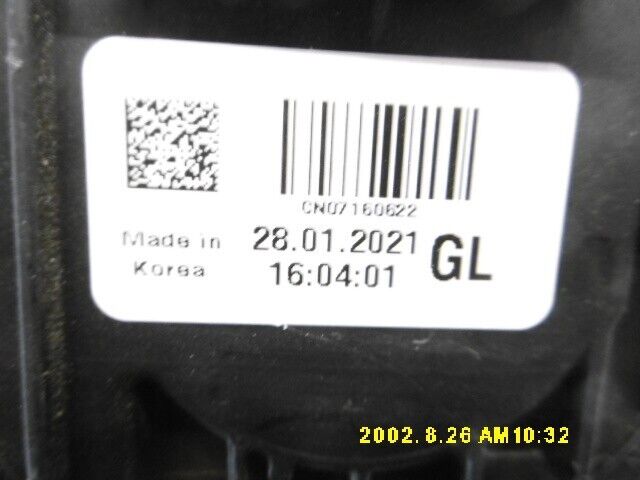 CN07160622
Made in
Korea
28.01.2021
16:04:01
GL
2002. 8.26 AM10:32